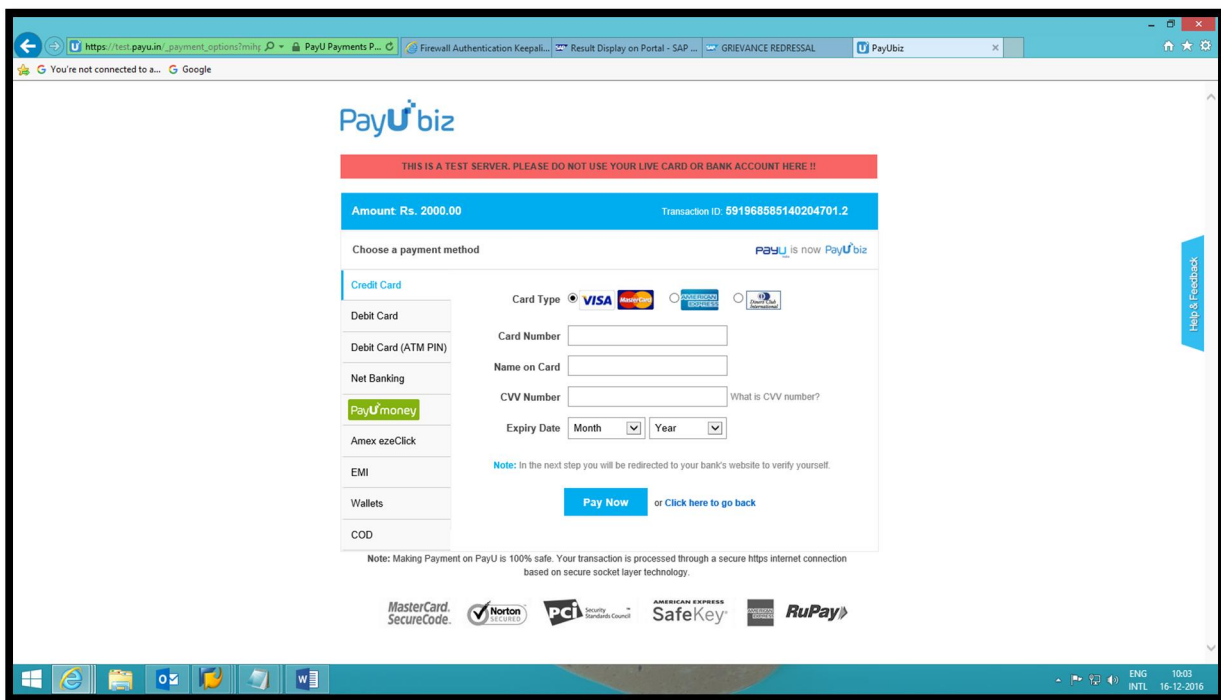 https://test.payu.in/_payment_options?mihp
PayU Payments P...
Firewall Authentication Keepali...
Result Display on Portal - SAP ...
GRIEVANCE REDRESSAL
PayUbiz
You're not connected to a...
Google
PayU biz
THIS IS A TEST SERVER. PLEASE DO NOT USE YOUR LIVE CARD OR BANK ACCOUNT HERE !!
Amount: Rs. 2000.00
Transaction ID: 591968585140204701.2
Choose a payment method
PayU is now PayU biz
Credit Card
Debit Card
Debit Card (ATM PIN)
Net Banking
PayU money
Amex ezeClick
EMI
Wallets
COD
Card Type VISA MasterCard AMERICAN EXPRESS Diners Club International
Card Number
Name on Card
CVV Number What is CVV number?
Expiry Date Month Year
Note: In the next step you will be redirected to your bank's website to verify yourself.
Pay Now or Click here to go back
Help & Feedback
Note: Making Payment on PayU is 100% safe. Your transaction is processed through a secure https internet connection
based on secure socket layer technology.
MasterCard.
SecureCode.
Norton
SECURED
PCI Security
Standards Council
AMERICAN EXPRESS
SafeKey
AMERICAN
EXPRESS
RuPay
ENG
INTL
10:03
16-12-2016